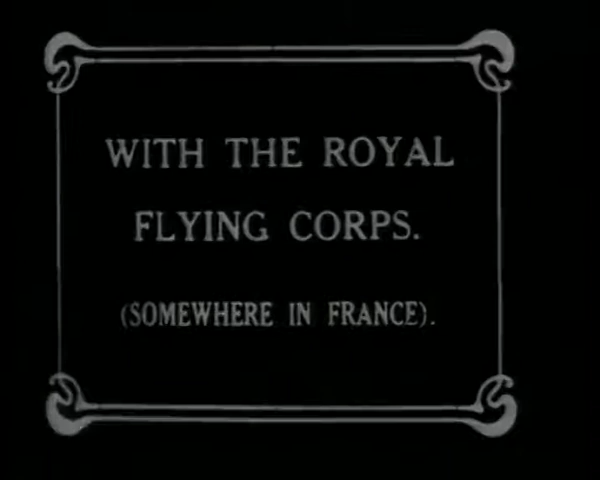 WITH THE ROYAL
FLYING CORPS.
(SOMEWHERE IN FRANCE).